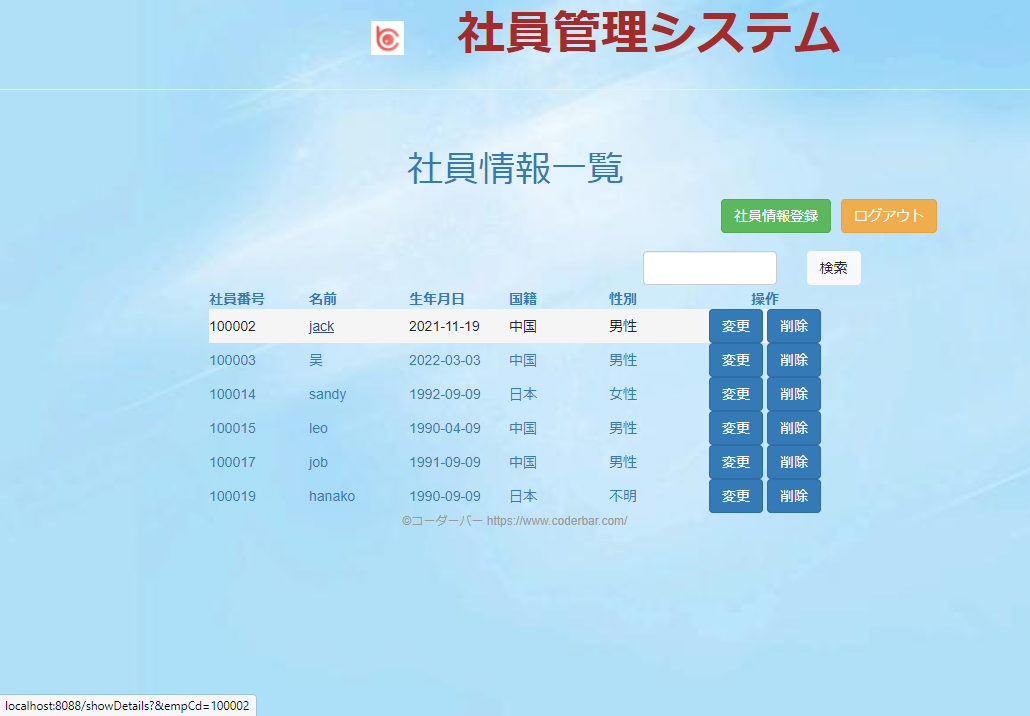 社員管理システム
社員情報一覧
社員情報登録 ログアウト
検索
社員番号 名前 生年月日 国籍 性別 操作
100002 jack 2021-11-19 中国 男性 変更 削除
100003 吴 2022-03-03 中国 男性 変更 削除
100014 sandy 1992-09-09 日本 女性 変更 削除
100015 leo 1990-04-09 中国 男性 変更 削除
100017 job 1991-09-09 中国 男性 変更 削除
100019 hanako 1990-09-09 日本 不明 変更 削除
©コーダーバー https://www.coderbar.com/
localhost:8088/showDetails?&empCd=100002